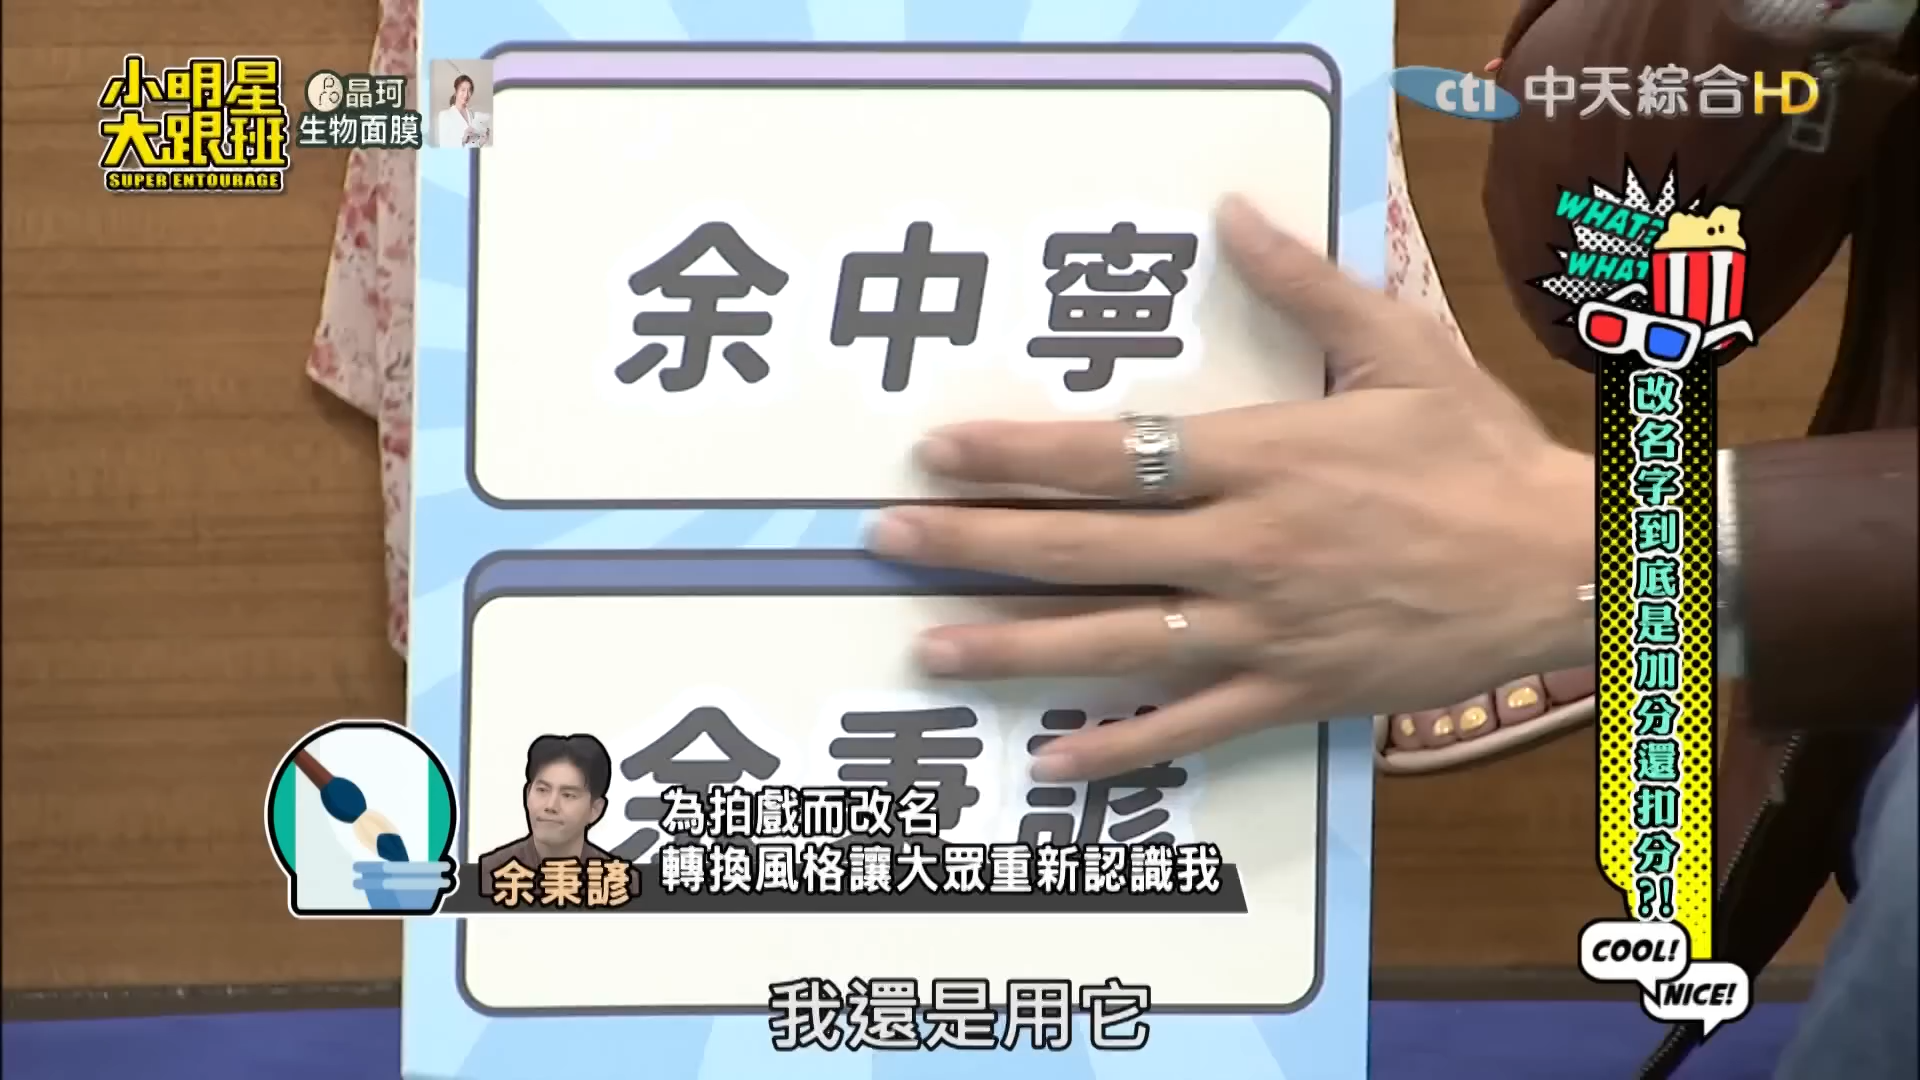 小明星
大跟班
SUPER ENTOURAGE
晶珂
生物面膜
cti 中天綜合HD
余中寧
余秉諺
WHAT?
WHAT
改名字到底是加分還扣分?!
COOL!
NICE!
為拍戲而改名
余秉諺 轉換風格讓大眾重新認識我
我還是用它